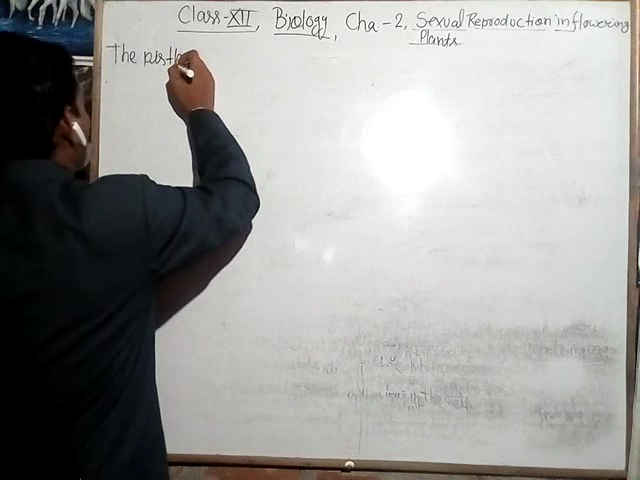 Class-XII, Biology, Cha-2, Sexual Reproduction in flowering
Plants
The pistl